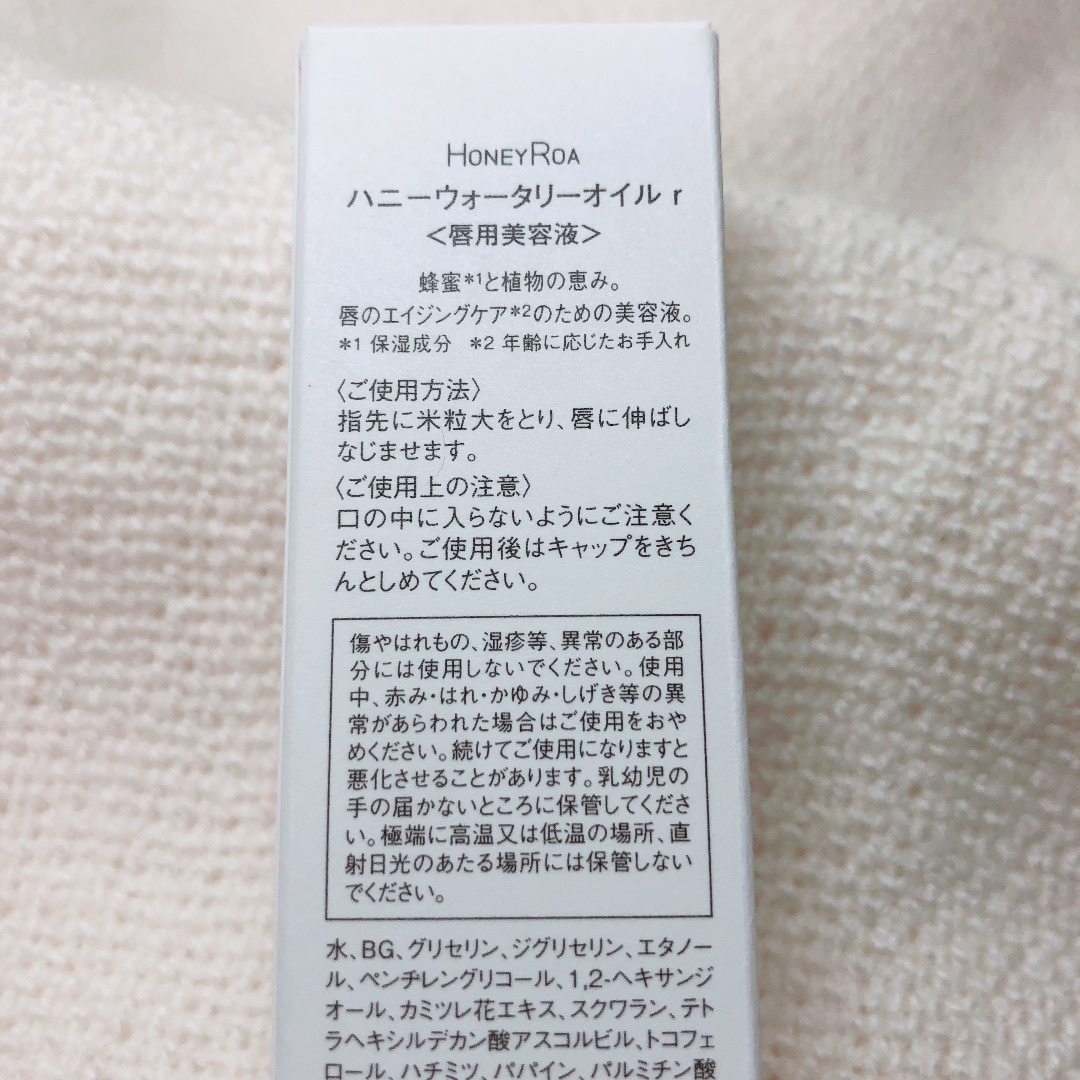 HONEYROA
ハニーウォータリーオイル r
＜唇用美容液＞
蜂蜜*1と植物の恵み。
唇のエイジングケア*2のための美容液。
*1 保湿成分　*2 年齢に応じたお手入れ
〈ご使用方法〉
指先に米粒大をとり、唇に伸ばし
なじませます。
〈ご使用上の注意〉
口の中に入らないようにご注意く
ださい。ご使用後はキャップをきち
んとしめてください。
傷やはれもの、湿疹等、異常のある部
分には使用しないでください。使用
中、赤み・はれ・かゆみ・しげき等の異
常があらわれた場合はご使用をおや
めください。続けてご使用になりますと
悪化させることがあります。乳幼児の
手の届かないところに保管してくださ
い。極端に高温又は低温の場所、直
射日光のあたる場所には保管しない
でください。
水、BG、グリセリン、ジグリセリン、エタノー
ル、ペンチレングリコール、1,2-ヘキサンジ
オール、カミツレ花エキス、スクワラン、テト
ラヘキシルデカン酸アスコルビル、トコフェ
ロール、ハチミツ、パパイン、パルミチン酸